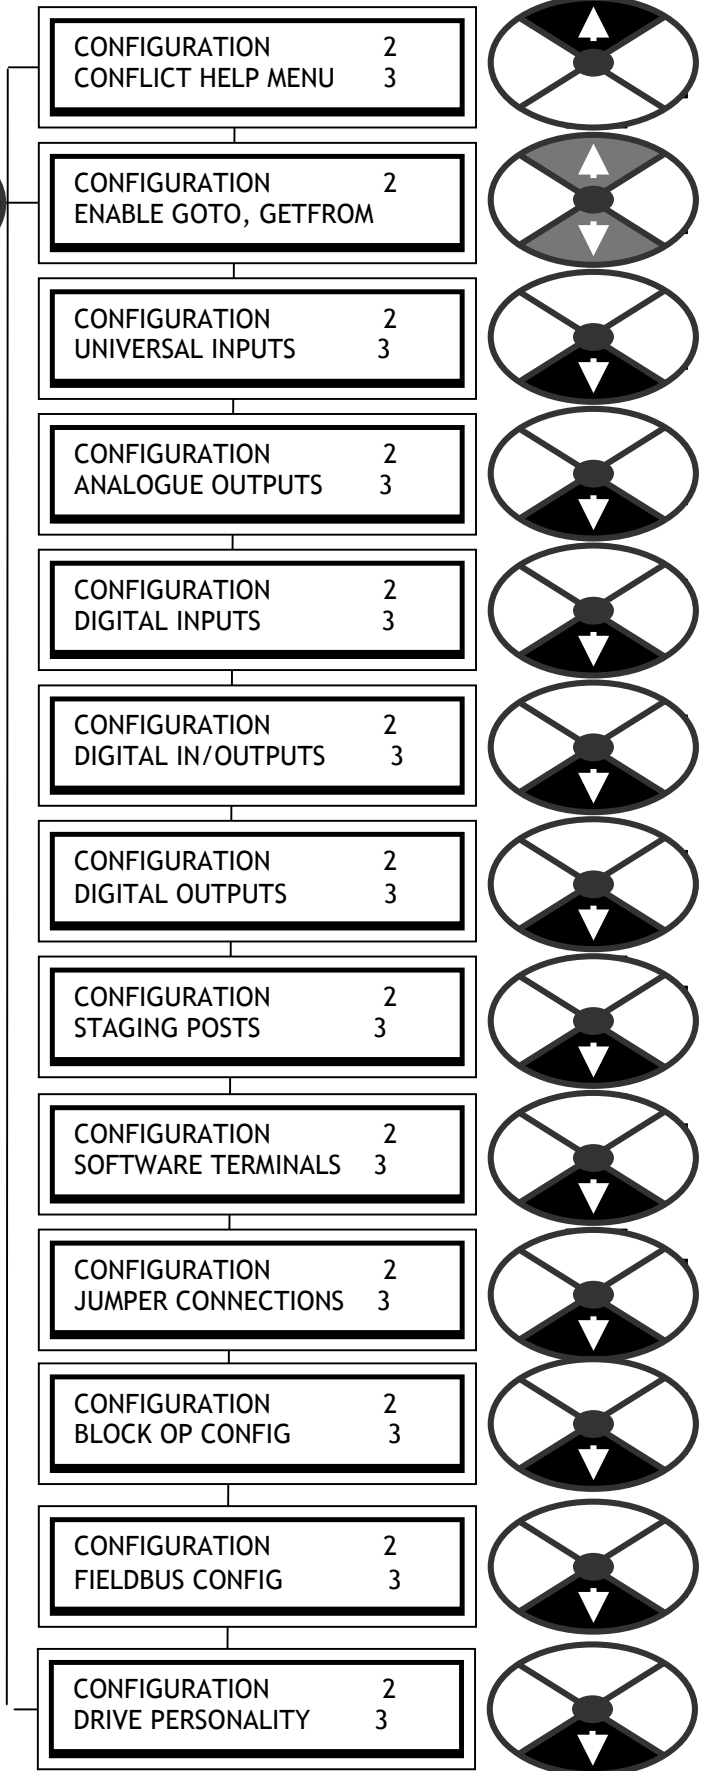 CONFIGURATION 2
CONFLICT HELP MENU 3
CONFIGURATION 2
ENABLE GOTO, GETFROM
CONFIGURATION 2
UNIVERSAL INPUTS 3
CONFIGURATION 2
ANALOGUE OUTPUTS 3
CONFIGURATION 2
DIGITAL INPUTS 3
CONFIGURATION 2
DIGITAL IN/OUTPUTS 3
CONFIGURATION 2
DIGITAL OUTPUTS 3
CONFIGURATION 2
STAGING POSTS 3
CONFIGURATION 2
SOFTWARE TERMINALS 3
CONFIGURATION 2
JUMPER CONNECTIONS 3
CONFIGURATION 2
BLOCK OP CONFIG 3
CONFIGURATION 2
FIELDBUS CONFIG 3
CONFIGURATION 2
DRIVE PERSONALITY 3